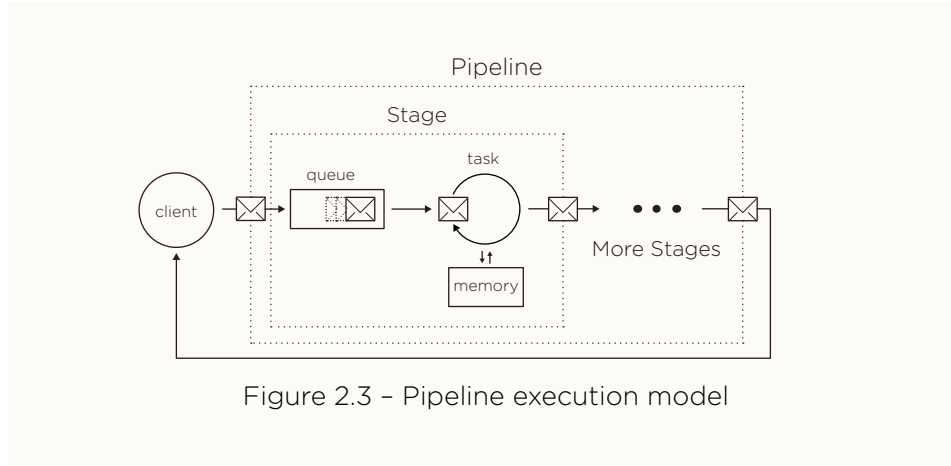 Pipeline
Stage
task
queue
client
More Stages
memory
Figure 2.3 – Pipeline execution model